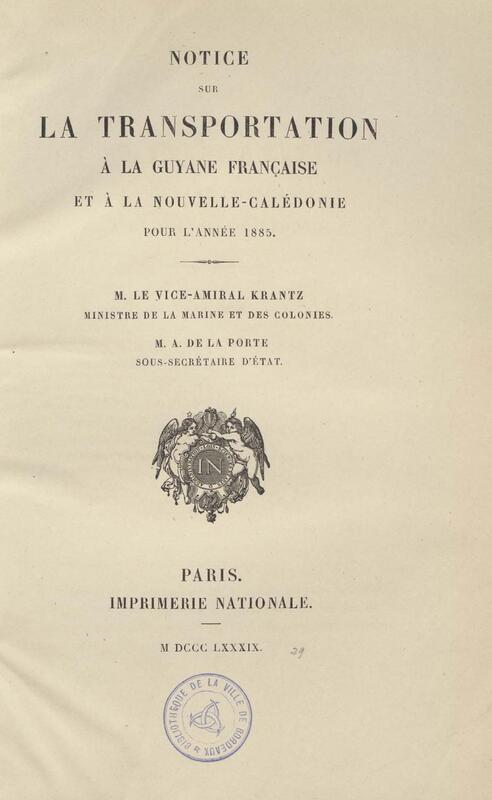 NOTICE
SUR
LA TRANSPORTATION
À LA GUYANE FRANÇAISE
ET À LA NOUVELLE-CALÉDONIE
POUR L'ANNÉE 1885.
M. LE VICE-AMIRAL KRANTZ
MINISTRE DE LA MARINE ET DES COLONIES.
M. A. DE LA PORTE
SOUS-SECRÉTAIRE D'ÉTAT.
IN
PARIS.
IMPRIMERIE NATIONALE.
M DCCC LXXXIX.
29
BIBLIOTHÈQUE DE LA VILLE DE BORDEAUX